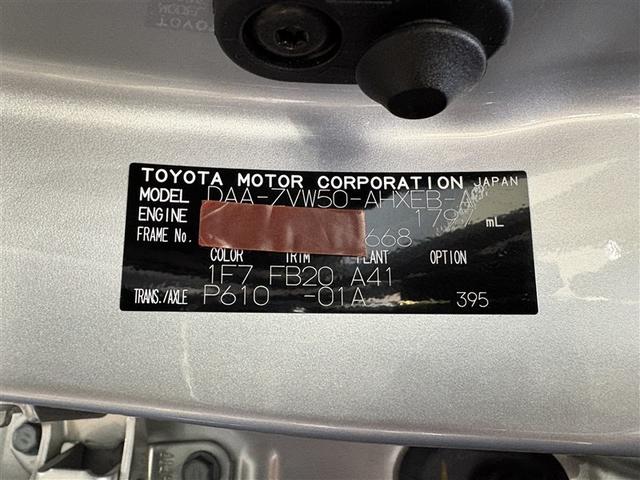 TOYOTA MOTOR CORPORATION JAPAN
MODEL DAA-ZVW50-AHXEB-A
ENGINE 1797 mL
FRAME No. 668
COLOR TRIM PLANT OPTION
1F7 FB20 A41
TRANS./AXLE P610 -01A 395